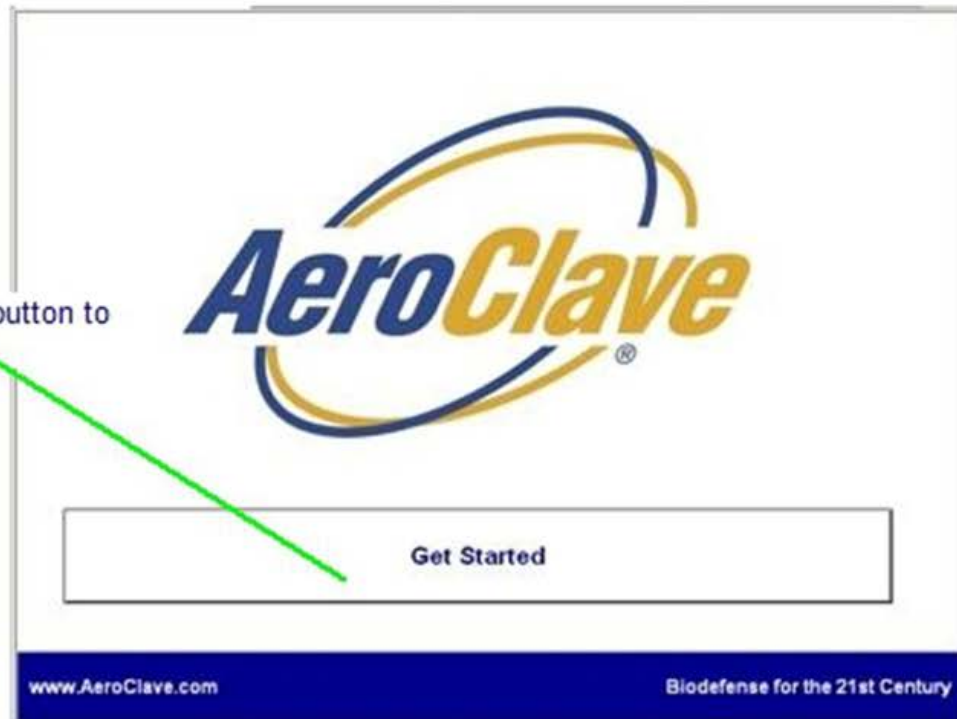 button to
AeroClave
®
Get Started
www.AeroClave.com
Biodefense for the 21st Century